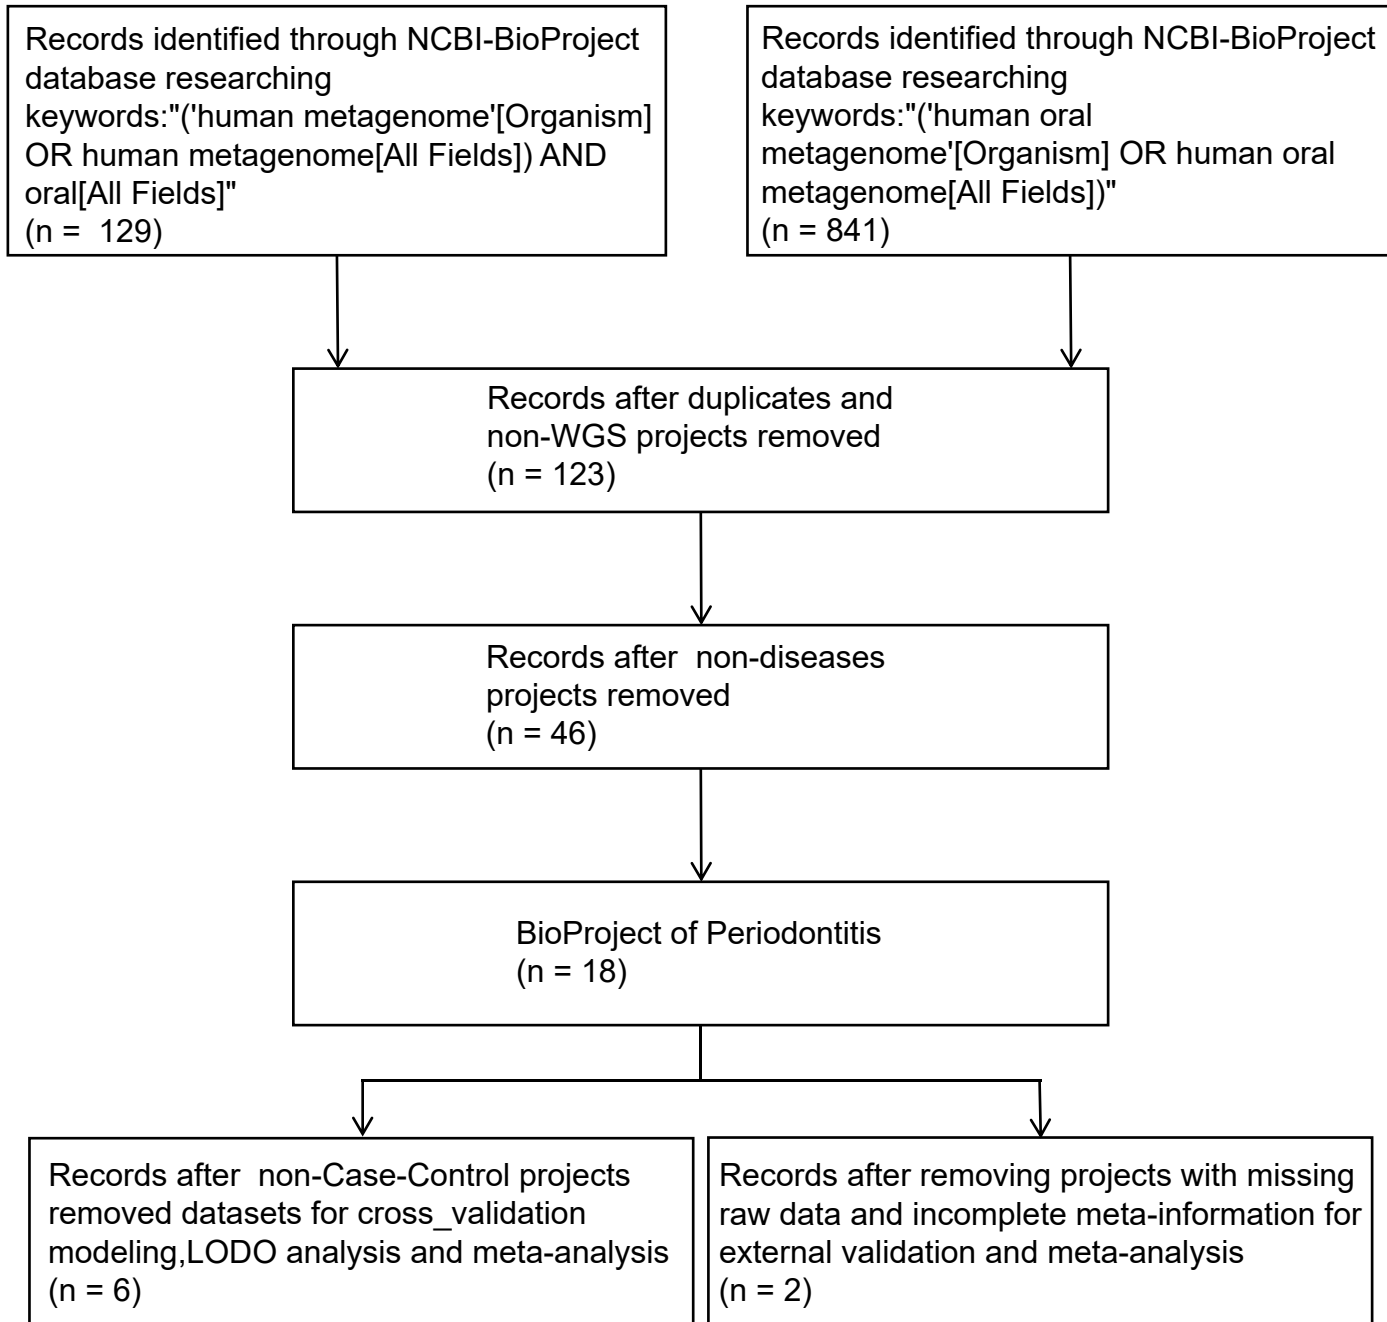 Records identified through NCBI-BioProject
database researching
keywords:"('human metagenome'[Organism]
OR human metagenome[All Fields]) AND
oral[All Fields]"
(n =  129)
Records identified through NCBI-BioProject
database researching
keywords:"('human oral
metagenome'[Organism] OR human oral
metagenome[All Fields])"
(n = 841)
Records after duplicates and
non-WGS projects removed
(n = 123)
Records after  non-diseases
projects removed
(n = 46)
BioProject of Periodontitis
(n = 18)
Records after  non-Case-Control projects
removed datasets for cross_validation
modeling,LODO analysis and meta-analysis
(n = 6)
Records after removing projects with missing
raw data and incomplete meta-information for
external validation and meta-analysis
(n = 2)